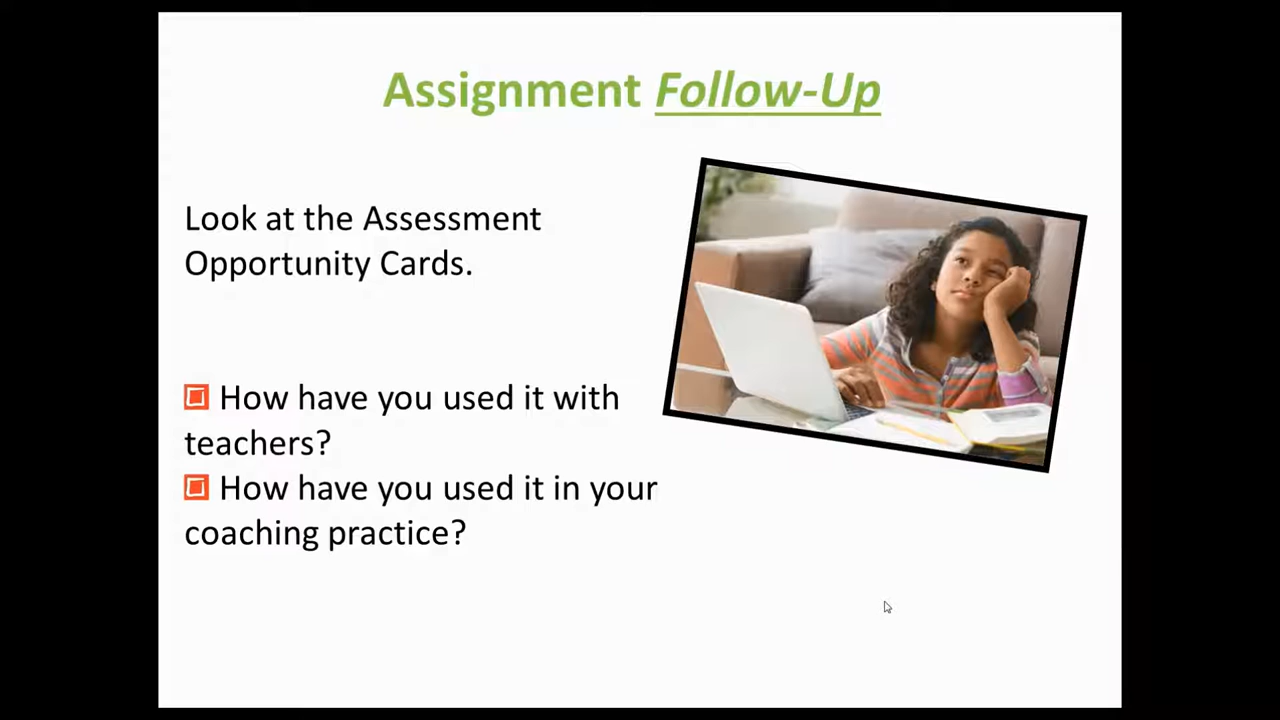 Assignment Follow-Up
Look at the Assessment
Opportunity Cards.
How have you used it with
teachers?
How have you used it in your
coaching practice?